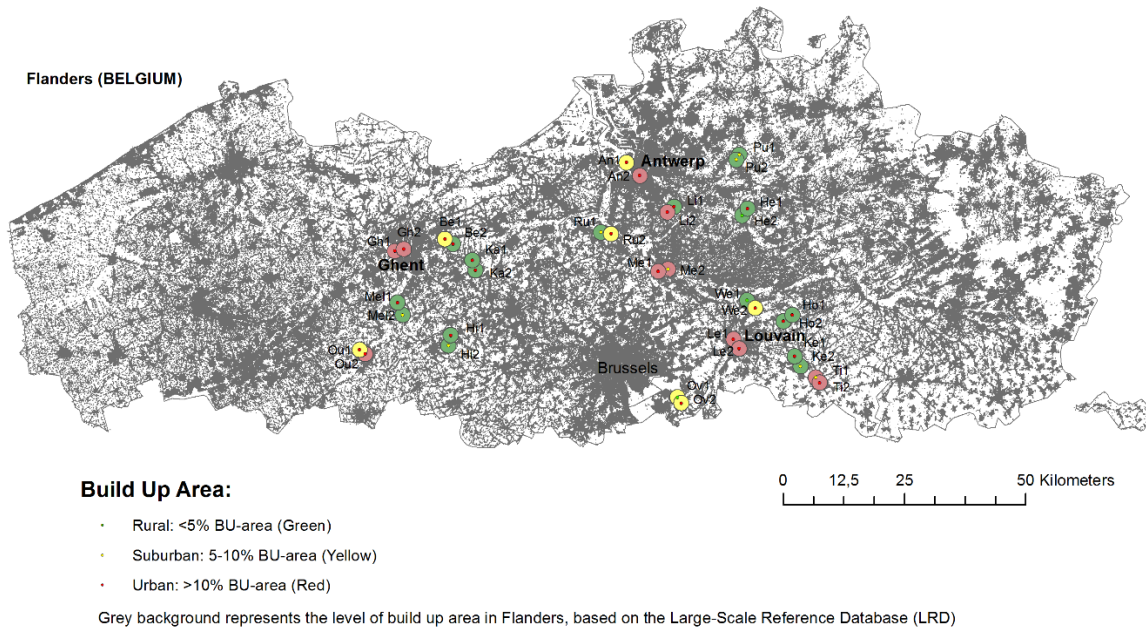 Flanders (BELGIUM)
An1
Antwerp
An2
Pu1
Pu2
Li1
Li2
He1
He2
Be1
Be2
Ru1
Ru2
Gh1
Gh2
Ghent
Ka1
Ka2
Me1
Me2
Mel1
Mel2
We1
We2
Ho1
Ho2
Le1
Louvain
Le2
Ke1
Ke2
Hi1
Hi2
Ou1
Ou2
Brussels
Ti1
Ti2
Ov1
Ov2
0 12,5 25 50 Kilometers
Build Up Area:
Rural: <5% BU-area (Green)
Suburban: 5-10% BU-area (Yellow)
Urban: >10% BU-area (Red)
Grey background represents the level of build up area in Flanders, based on the Large-Scale Reference Database (LRD)